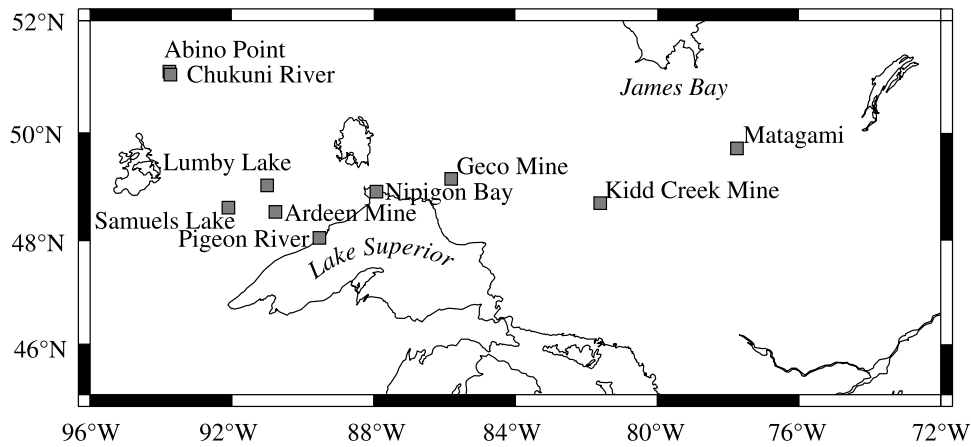 52°N
Abino Point
Chukuni River
James Bay
50°N
Matagami
Lumby Lake
Geco Mine
Nipigon Bay
Kidd Creek Mine
Samuels Lake
Ardeen Mine
Pigeon River
48°N
Lake Superior
46°N
96°W 92°W 88°W 84°W 80°W 76°W 72°W